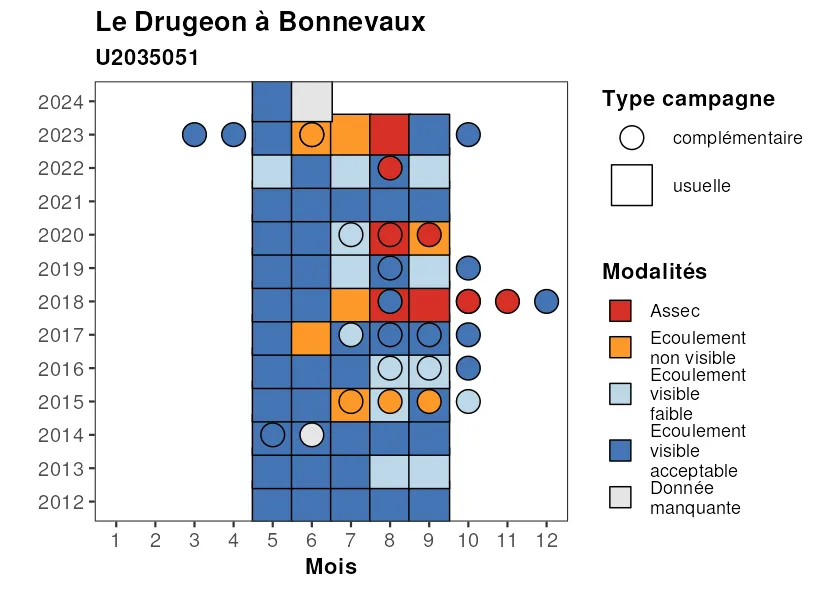 Le Drugeon à Bonnevaux
U2035051
2024
2023
2022
2021
2020
2019
2018
2017
2016
2015
2014
2013
2012
1 2 3 4 5 6 7 8 9 10 11 12
Mois
Type campagne
complémentaire
usuelle
Modalités
Assec
Ecoulement
non visible
Ecoulement
visible
faible
Ecoulement
visible
acceptable
Donnée
manquante